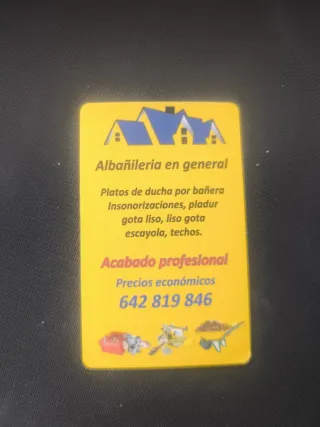 Albañileria en general
Platos de ducha por bañera
Insonorizaciones, pladur
gota liso, liso gota
escayola, techos.
Acabado profesional
Precios económicos
642 819 846